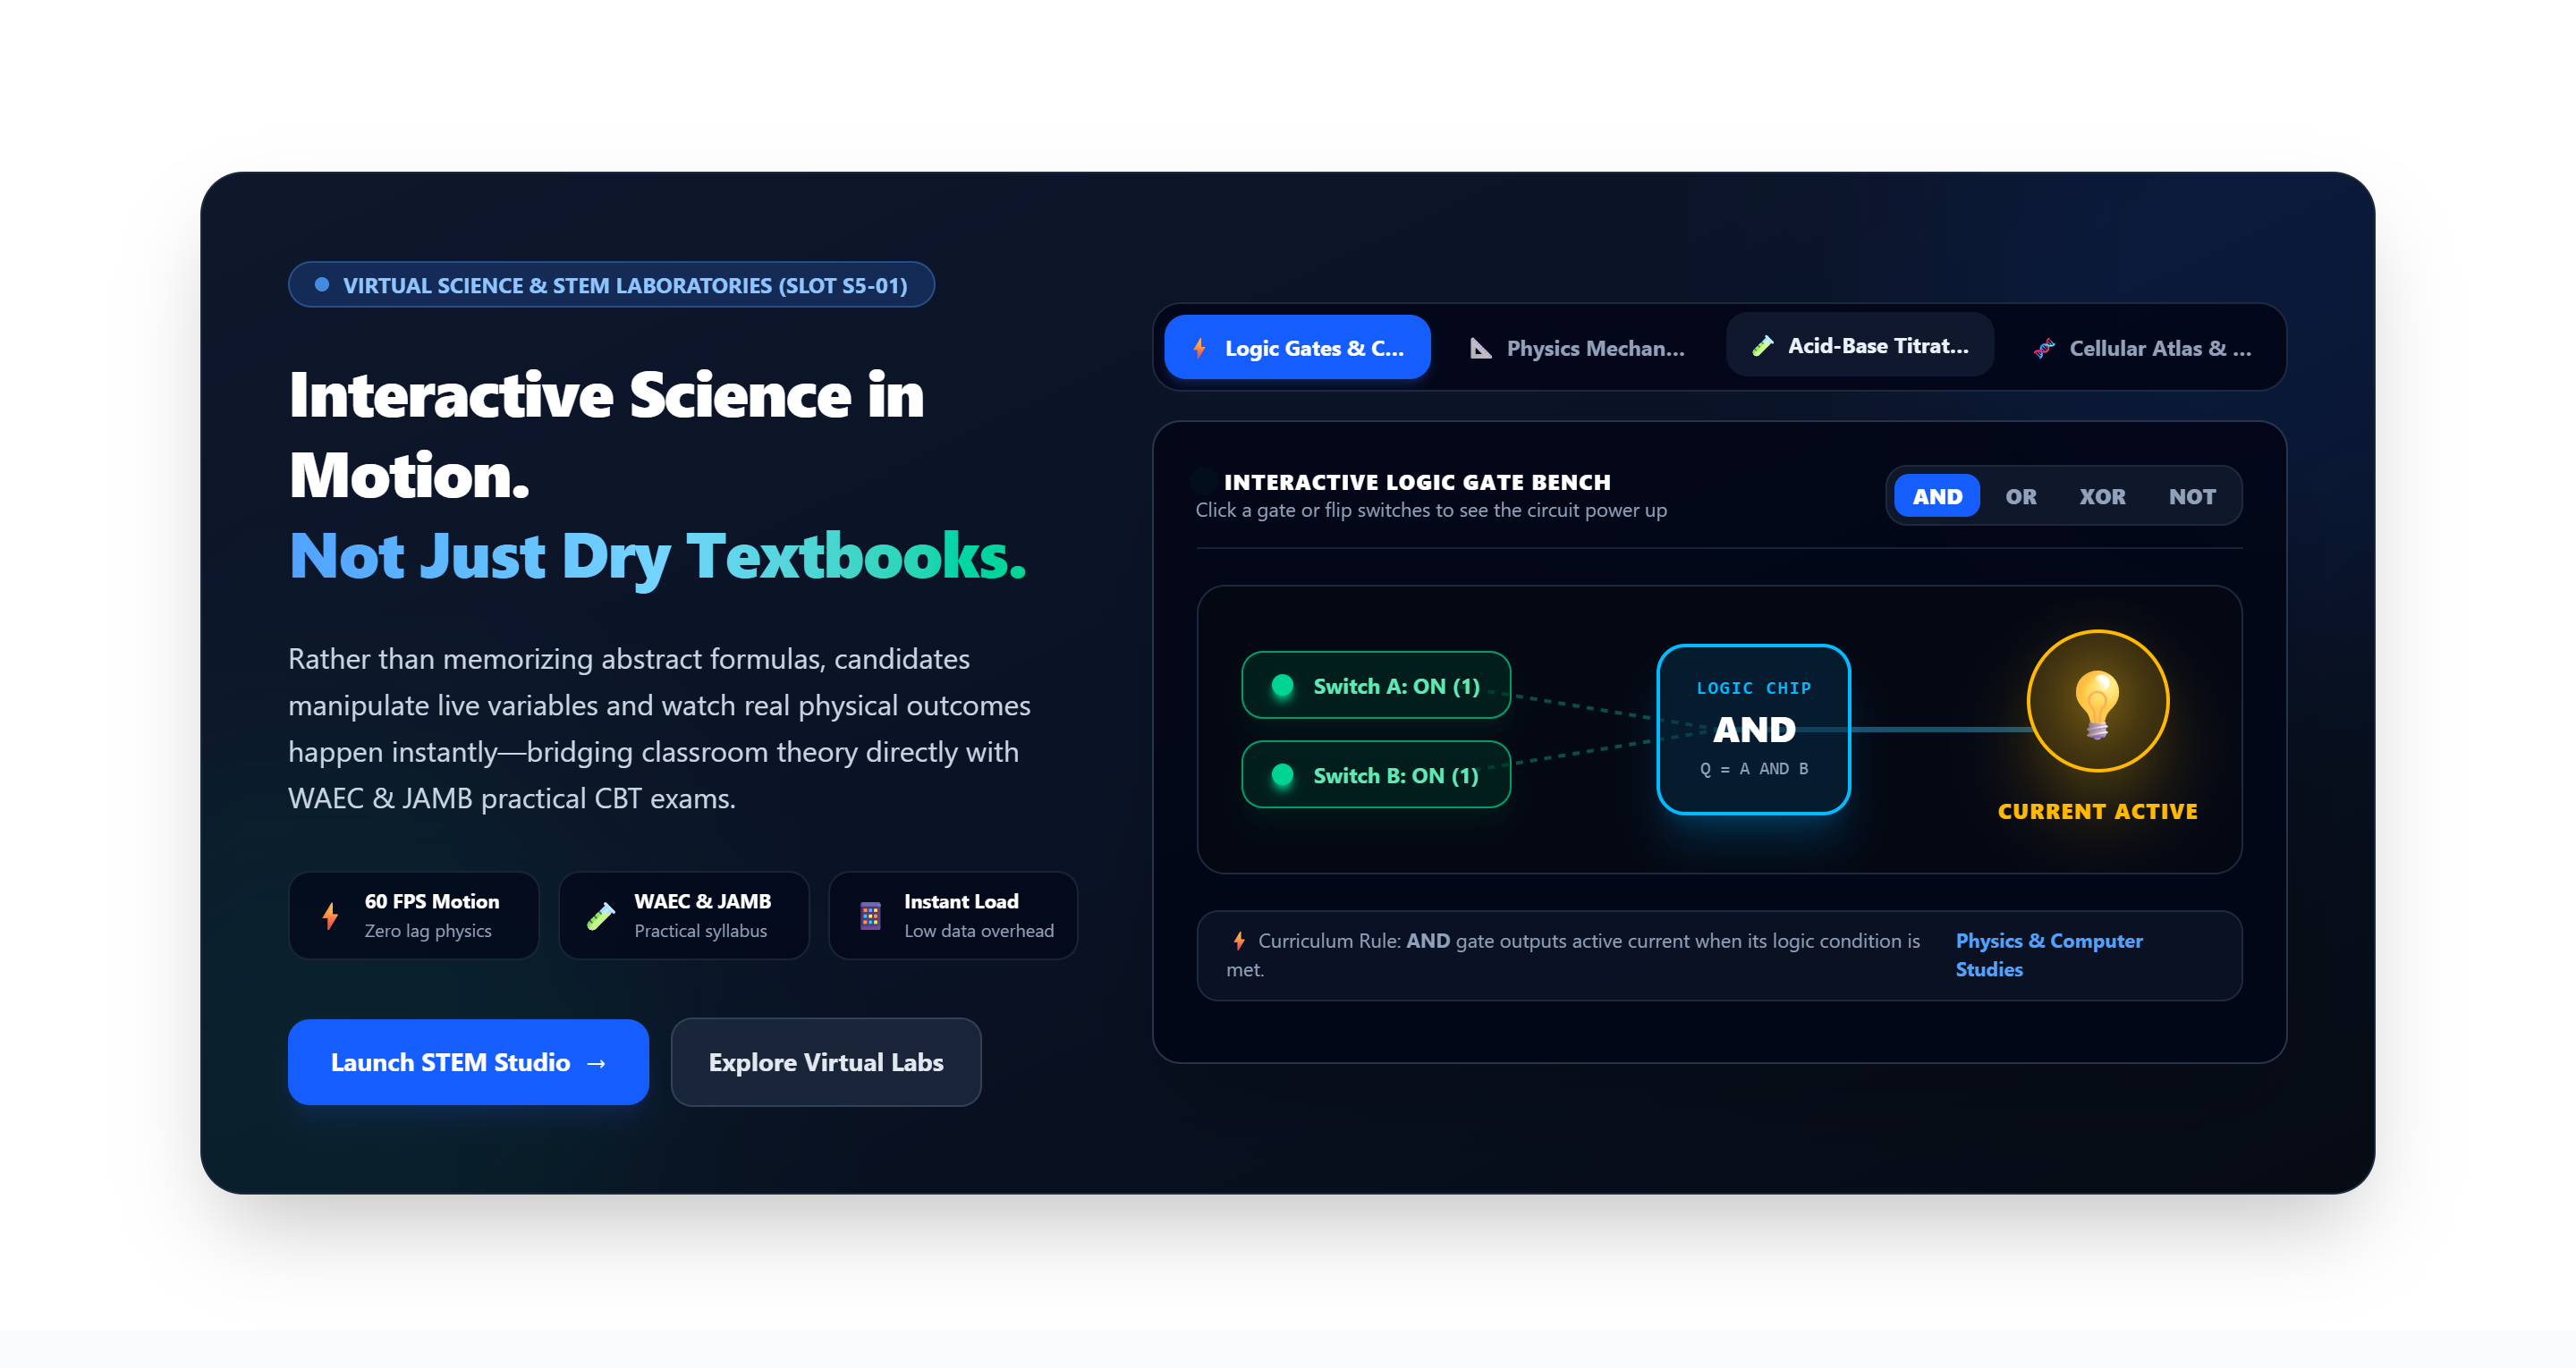 VIRTUAL SCIENCE & STEM LABORATORIES (SLOT S5-01)
Interactive Science in
Motion.
Not Just Dry Textbooks.
Rather than memorizing abstract formulas, candidates
manipulate live variables and watch real physical outcomes
happen instantly—bridging classroom theory directly with
WAEC & JAMB practical CBT exams.
60 FPS Motion
Zero lag physics
WAEC & JAMB
Practical syllabus
Instant Load
Low data overhead
Launch STEM Studio →
Explore Virtual Labs
Logic Gates & C...
Physics Mechan...
Acid-Base Titrat...
Cellular Atlas & ...
INTERACTIVE LOGIC GATE BENCH
Click a gate or flip switches to see the circuit power up
AND OR XOR NOT
Switch A: ON (1)
Switch B: ON (1)
LOGIC CHIP
AND
Q = A AND B
CURRENT ACTIVE
Curriculum Rule: AND gate outputs active current when its logic condition is
met.
Physics & Computer
Studies